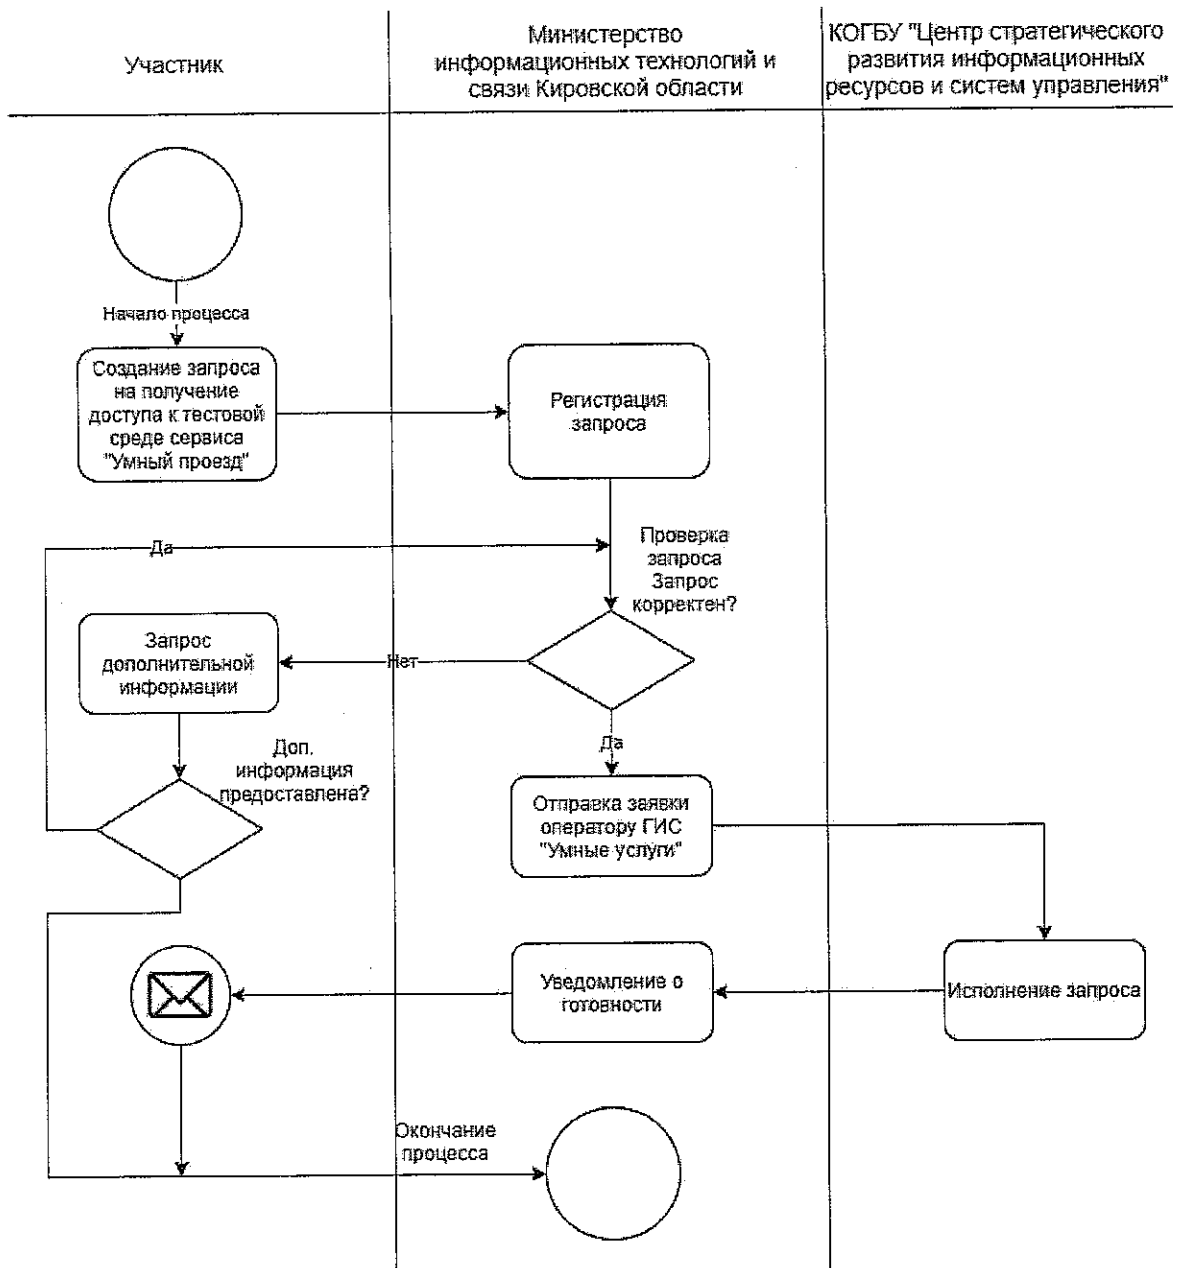 Участник
Министерство
информационных технологий и
связи Кировской области
КОГБУ "Центр стратегического
развития информационных
ресурсов и систем управления"
Начало процесса
Создание запроса
на получение
доступа к тестовой
среде сервиса
"Умный проезд"
Регистрация
запроса
Да
Проверка
запроса
Запрос
корректен?
Запрос
дополнительной
информации
Нет
Доп.
информация
предоставлена?
Да
Отправка заявки
оператору ГИС
"Умные услуги"
Уведомление о
готовности
Исполнение запроса
Окончание
процесса